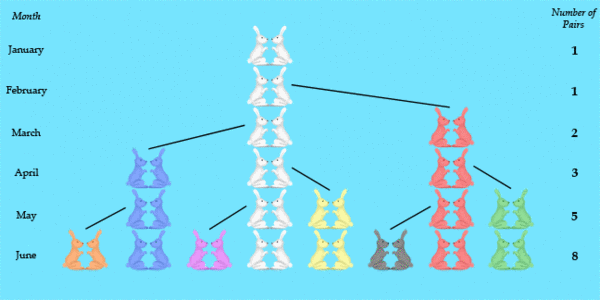 Month
Number of
Pairs
January 1
February 1
March 2
April 3
May 5
June 8